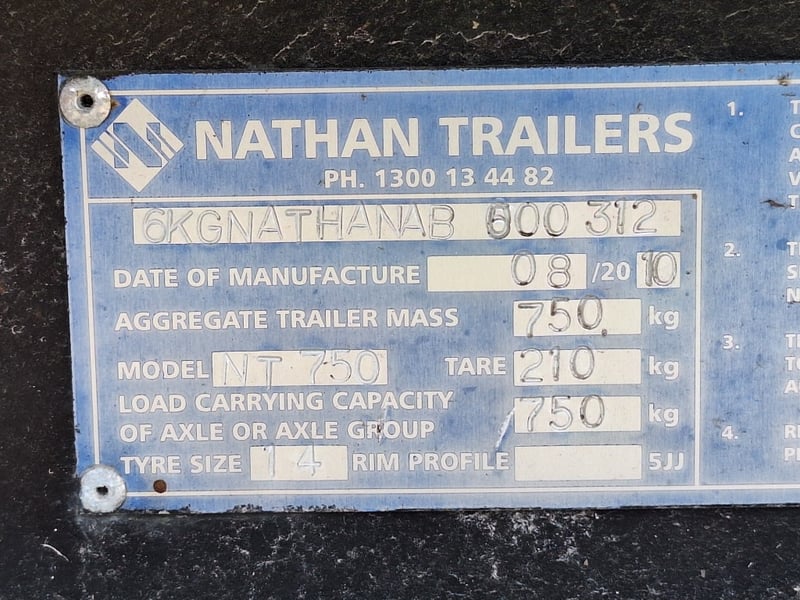 NATHAN TRAILERS
PH. 1300 13 44 82
6KGNATHANAB 600 312
DATE OF MANUFACTURE 08 /20 10
AGGREGATE TRAILER MASS 750 kg
MODEL NT 750 TARE 210 kg
LOAD CARRYING CAPACITY
OF AXLE OR AXLE GROUP 750 kg
TYRE SIZE 14 RIM PROFILE 5JJ
1.
2.
3.
4.